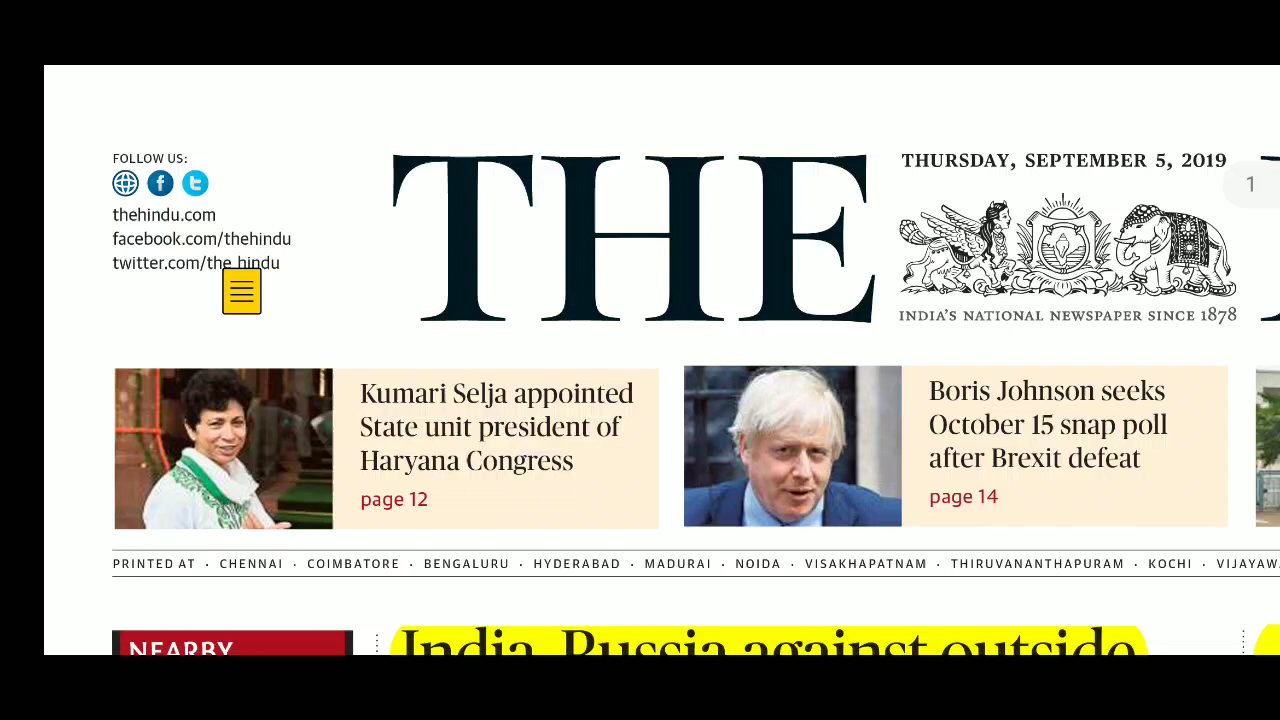 FOLLOW US:
thehindu.com
facebook.com/thehindu
twitter.com/the_hindu
THE
THURSDAY, SEPTEMBER 5, 2019
INDIA'S NATIONAL NEWSPAPER SINCE 1878
1
Kumari Selja appointed
State unit president of
Haryana Congress
page 12
Boris Johnson seeks
October 15 snap poll
after Brexit defeat
page 14
PRINTED AT · CHENNAI · COIMBATORE · BENGALURU · HYDERABAD · MADURAI · NOIDA · VISAKHAPATNAM · THIRUVANANTHAPURAM · KOCHI · VIJAYAW
NEARBY
India, Russia against outside